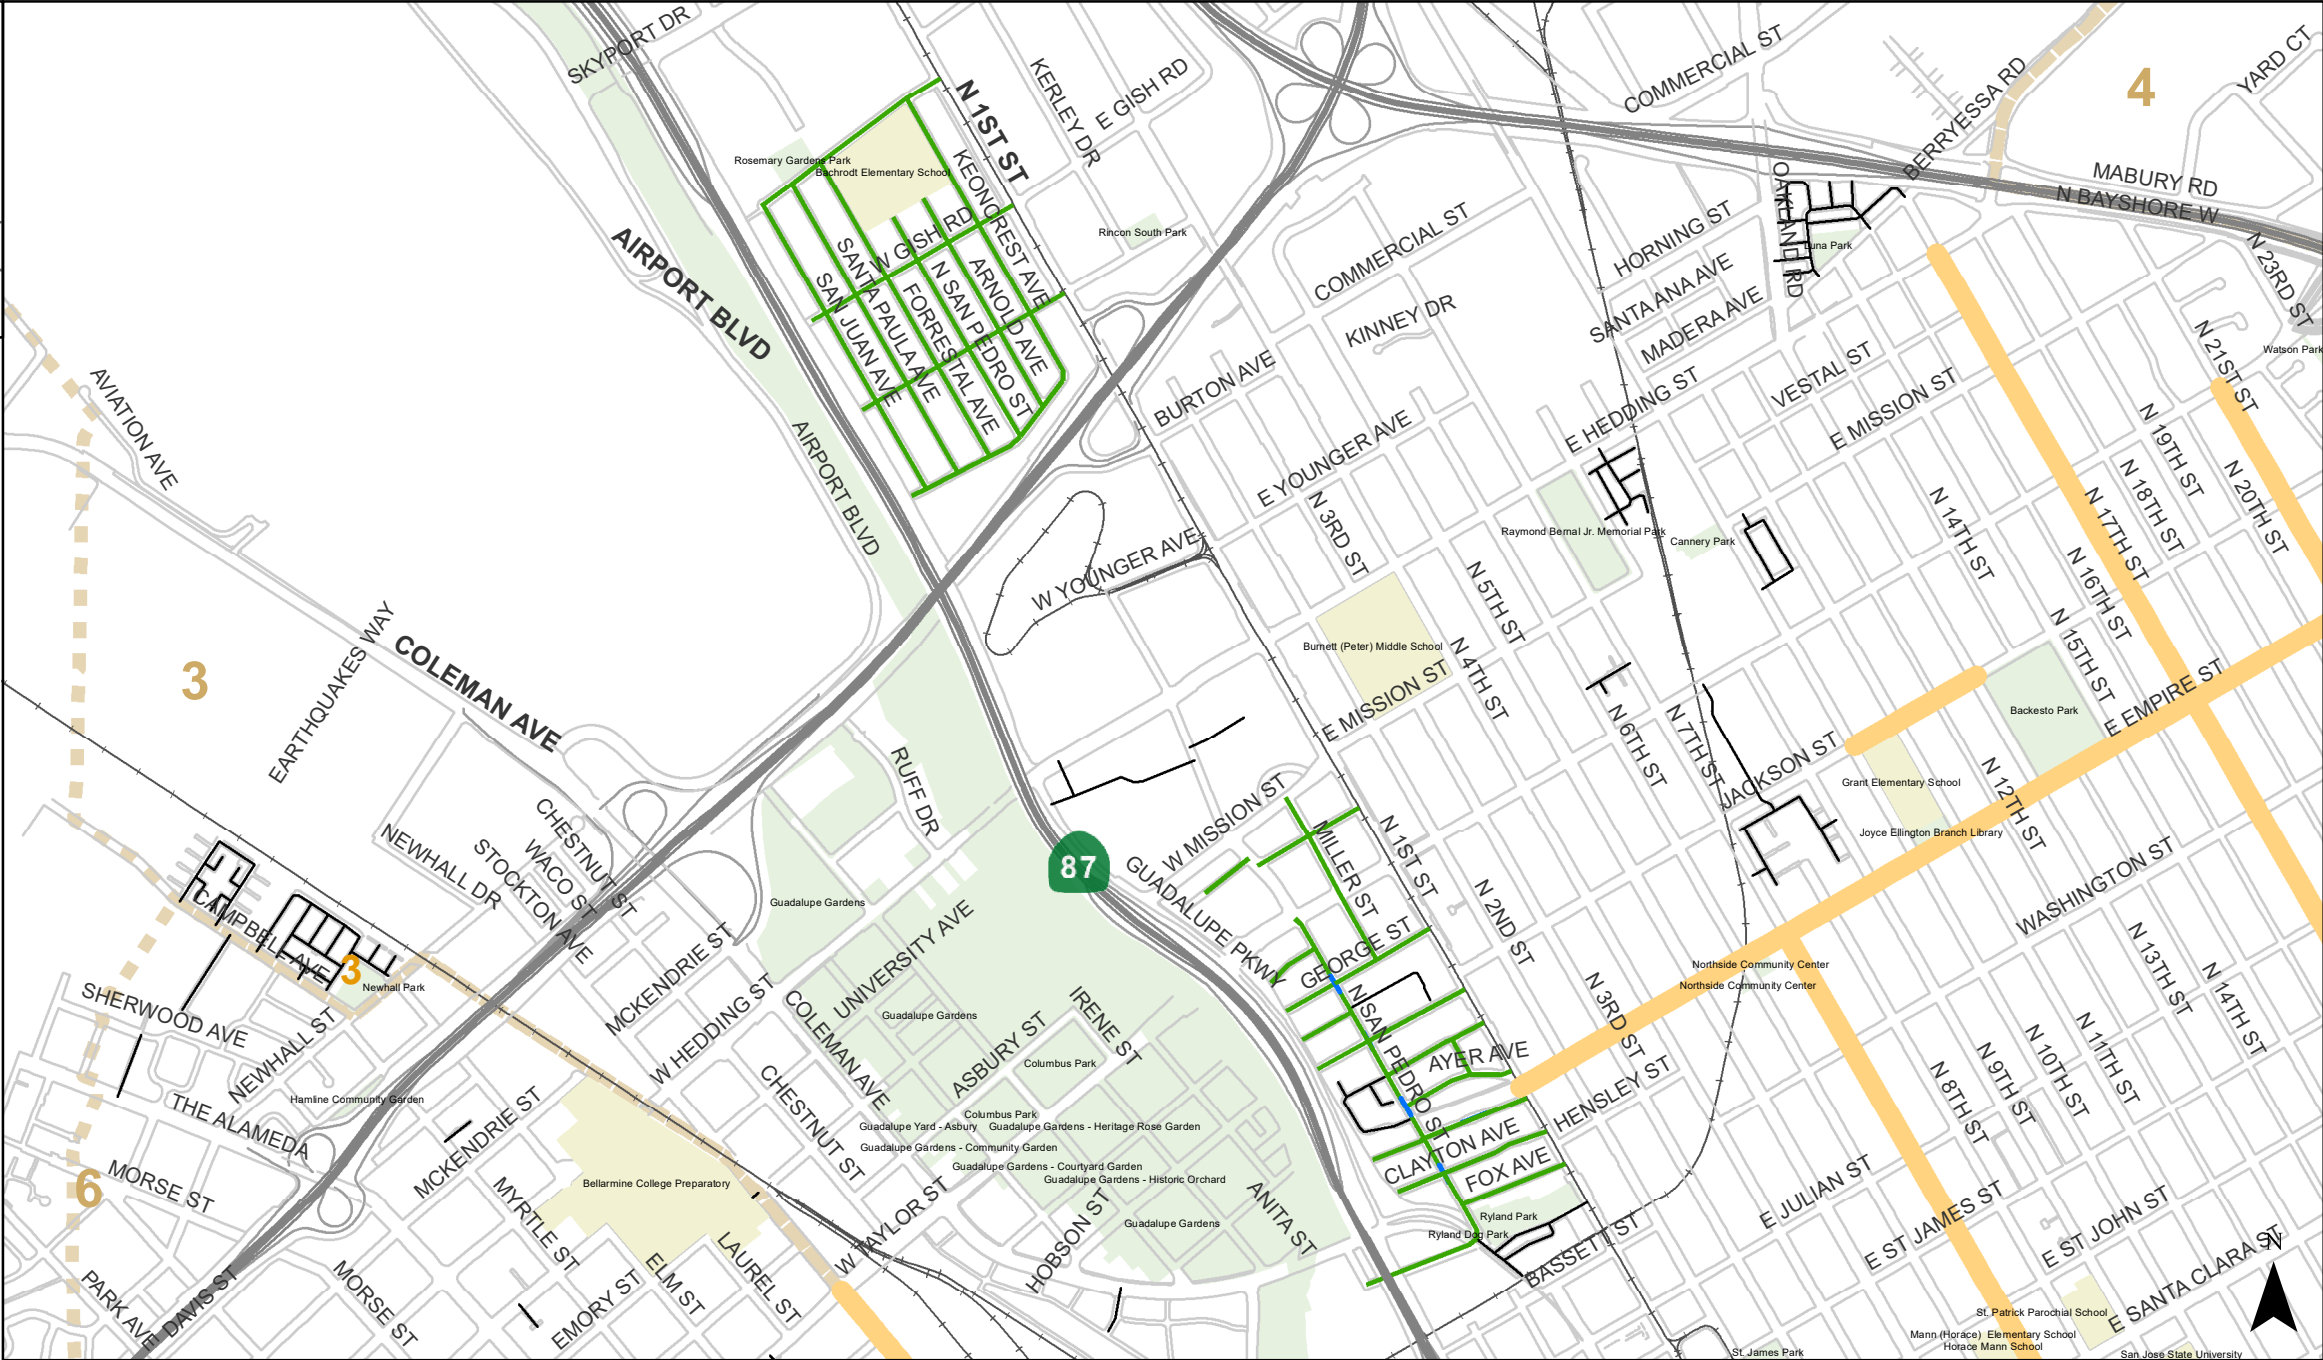 SKYPORT DR
N 1ST ST
KERLEY DR
E GISH RD
COMMERCIAL ST
BERRYESSA RD
4
YARD CT
MABURY RD
N BAYSHORE W
Rosemary Gardens Park
Bachrodt Elementary School
KEONCREST AVE
W GISH RD
Rincon South Park
COMMERCIAL ST
HORNING ST
OAKLAND RD
Luna Park
N 23RD ST
AIRPORT BLVD
SANTA PAULA AVE
SAN JUAN AVE
FORRESTAL AVE
N SAN PEDRO ST
ARNOLD AVE
SANTA ANA AVE
MADERA AVE
KINNEY DR
N 21ST ST
Watson Park
AVIATION AVE
AIRPORT BLVD
BURTON AVE
E YOUNGER AVE
E HEDDING ST
VESTAL ST
E MISSION ST
N 19TH ST
N 18TH ST
N 20TH ST
N 17TH ST
N 14TH ST
N 3RD ST
Raymond Bernal Jr. Memorial Park
Cannery Park
W YOUNGER AVE
N 5TH ST
N 16TH ST
N 15TH ST
3
EARTHQUAKES WAY
COLEMAN AVE
Burnett (Peter) Middle School
N 4TH ST
E MISSION ST
N 6TH ST
N 7TH ST
JACKSON ST
Backesto Park
E EMPIRE ST
Grant Elementary School
N 12TH ST
Joyce Ellington Branch Library
RUFF DR
CHESTNUT ST
WACO ST
STOCKTON AVE
NEWHALL DR
87
W MISSION ST
GUADALUPE PKWY
MILLER ST
N 1ST ST
N 2ND ST
WASHINGTON ST
Guadalupe Gardens
CAMPBELL AVE
3
Newhall Park
MCKENDRIE ST
UNIVERSITY AVE
GEORGE ST
N 13TH ST
N 14TH ST
Northside Community Center
Northside Community Center
SHERWOOD AVE
NEWHALL ST
W HEDDING ST
COLEMAN AVE
Guadalupe Gardens
IRENE ST
ASBURY ST
Columbus Park
N SAN PEDRO ST
AYER AVE
N 3RD ST
HENSLEY ST
N 11TH ST
N 10TH ST
N 9TH ST
N 8TH ST
Hamline Community Garden
THE ALAMEDA
MCKENDRIE ST
CHESTNUT ST
Columbus Park
Guadalupe Yard - Asbury
Guadalupe Gardens - Heritage Rose Garden
Guadalupe Gardens - Community Garden
Guadalupe Gardens - Courtyard Garden
Guadalupe Gardens - Historic Orchard
CLAYTON AVE
FOX AVE
6
MORSE ST
MYRTLE ST
Bellarmine College Preparatory
W TAYLOR ST
HOBSON ST
Guadalupe Gardens
ANITA ST
Ryland Park
Ryland Dog Park
BASSETT ST
E JULIAN ST
E ST JAMES ST
E ST JOHN ST
E SANTA CLARA ST
N
PARK AVE
DAVIS ST
MORSE ST
EMORY ST
ELM ST
LAUREL ST
St. James Park
St. Patrick Parochial School
Mann (Horace) Elementary School
Horace Mann School
San Jose State University